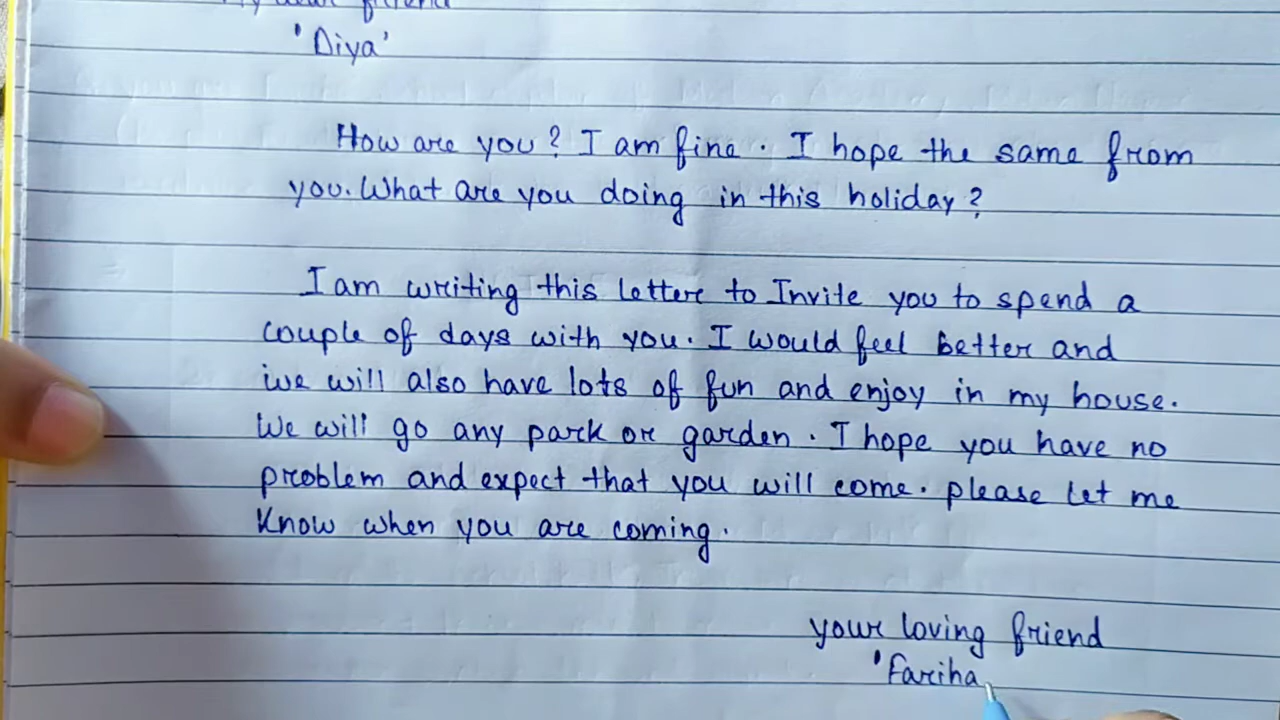 My dear friend
'Diya'
How are you? I am fine. I hope the same from
you. What are you doing in this holiday?
I am writing this letter to Invite you to spend a
couple of days with you. I would feel better and
we will also have lots of fun and enjoy in my house.
We will go any park or garden. I hope you have no
problem and expect that you will come. please let me
know when you are coming.
your loving friend
'Fariha